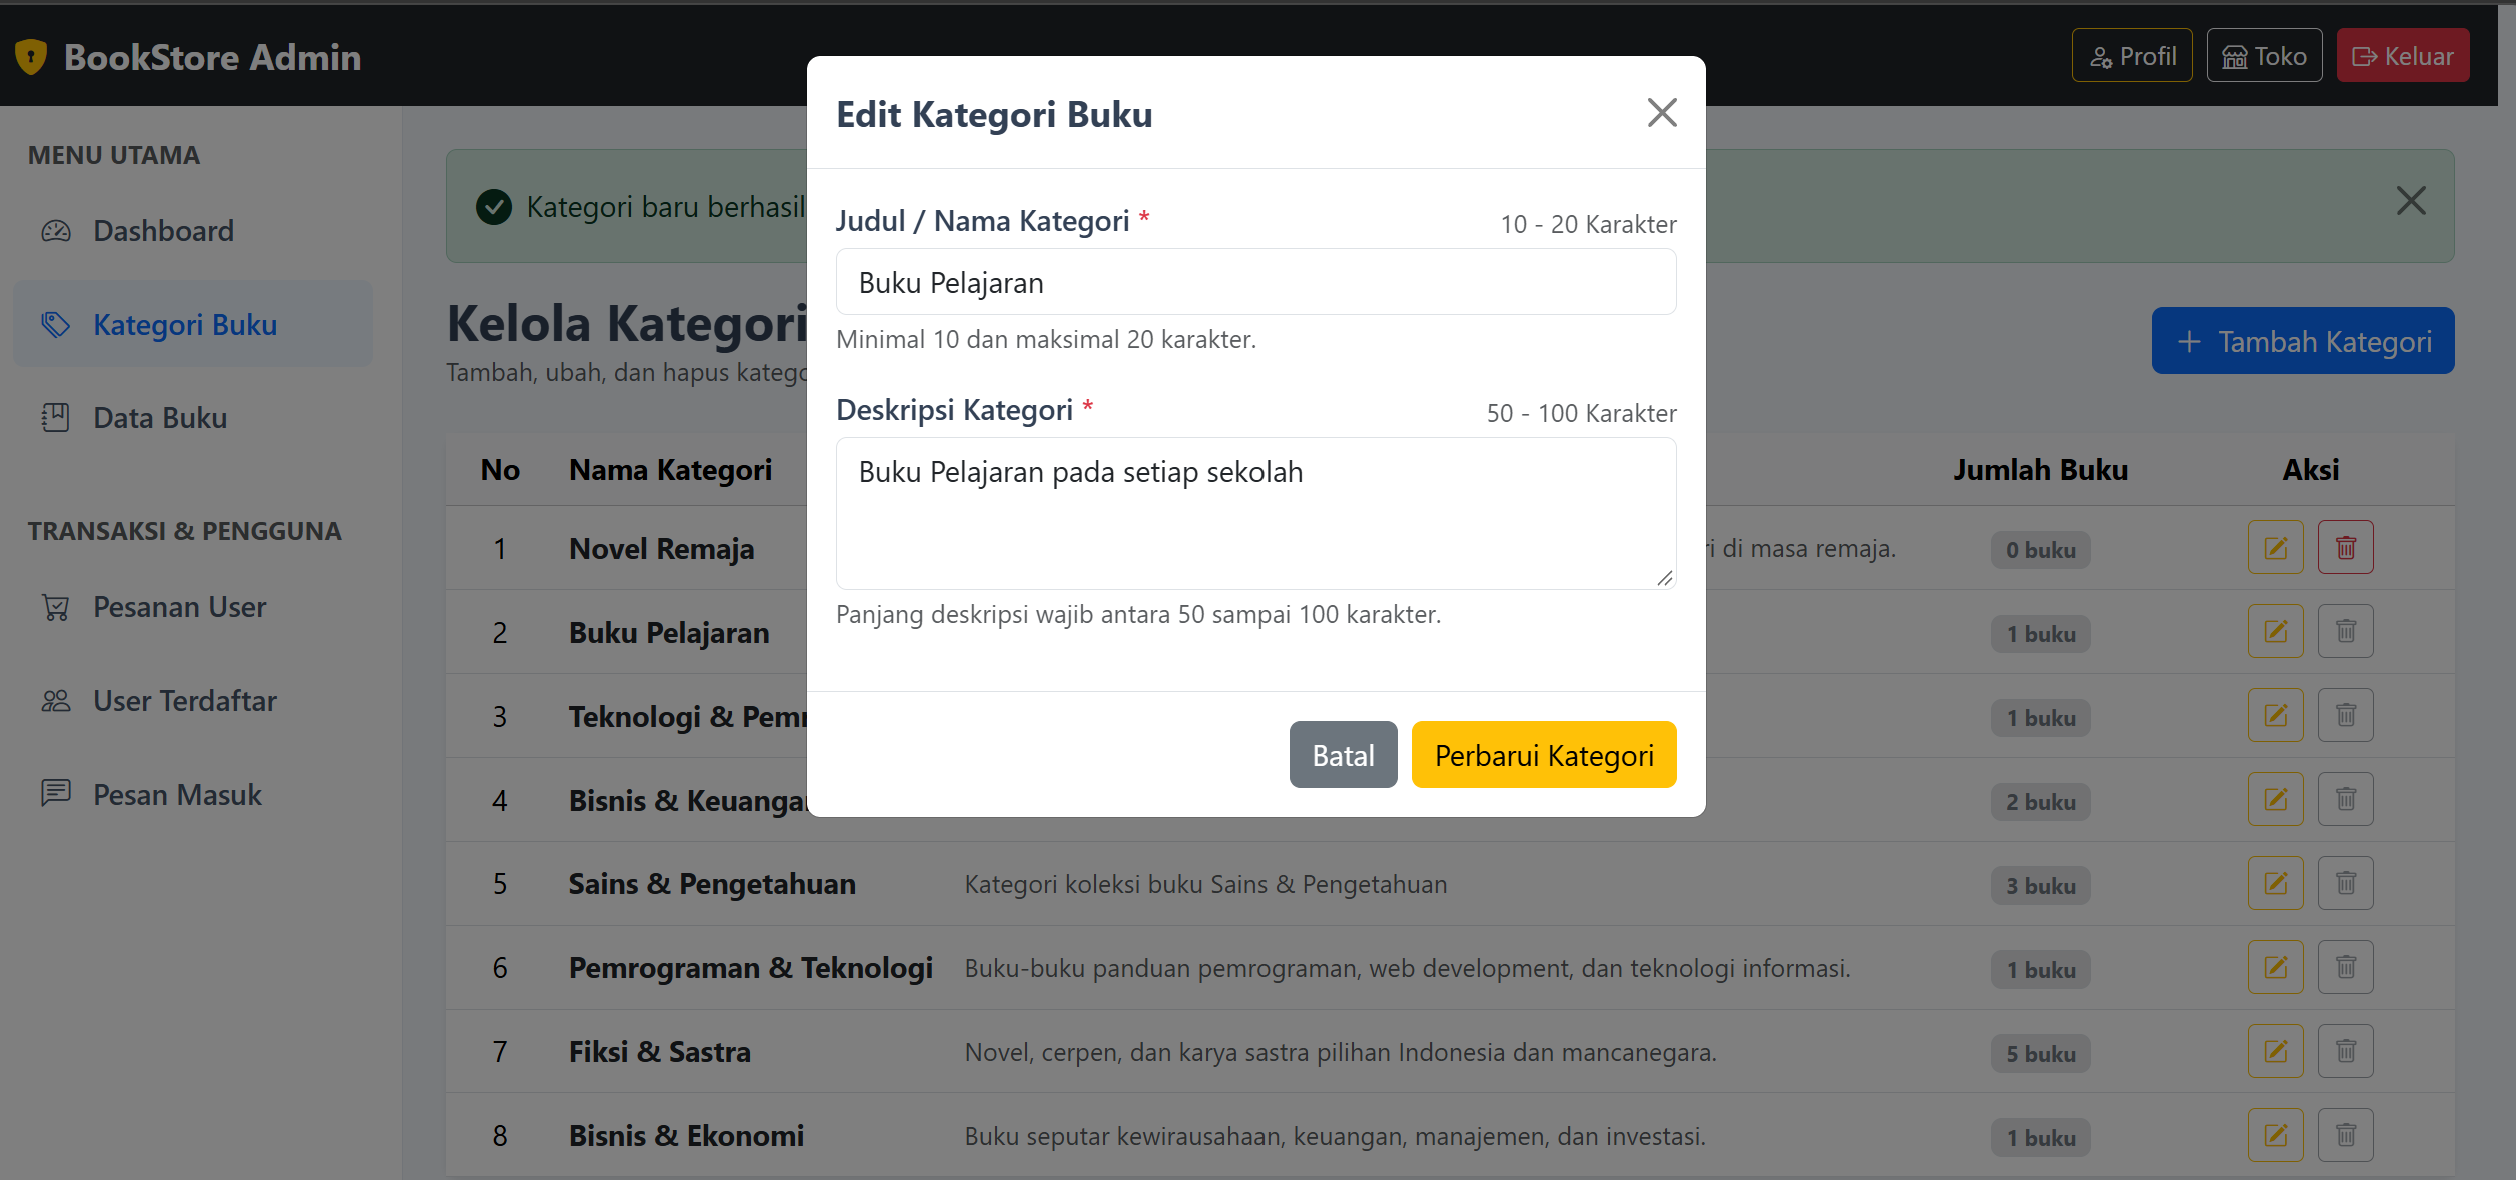 BookStore Admin
Profil
Toko
Keluar
MENU UTAMA
Dashboard
Kategori Buku
Data Buku
TRANSAKSI & PENGGUNA
Pesanan User
User Terdaftar
Pesan Masuk
Kategori baru berhasil
Kelola Kategori
Tambah, ubah, dan hapus
Tambah Kategori
No Nama Kategori Jumlah Buku Aksi
1 Novel Remaja di masa remaja. 0 buku
2 Buku Pelajaran 1 buku
3 Teknologi & 1 buku
4 Bisnis & 2 buku
5 Sains & Pengetahuan Kategori koleksi buku Sains & Pengetahuan 3 buku
6 Pemrograman & Teknologi Buku-buku panduan pemrograman, web development, dan teknologi informasi. 1 buku
7 Fiksi & Sastra Novel, cerpen, dan karya sastra pilihan Indonesia dan mancanegara. 5 buku
8 Bisnis & Ekonomi Buku seputar kewirausahaan, keuangan, manajemen, dan investasi. 1 buku
Edit Kategori Buku
Judul / Nama Kategori * 10 - 20 Karakter
Buku Pelajaran
Minimal 10 dan maksimal 20 karakter.
Deskripsi Kategori * 50 - 100 Karakter
Buku Pelajaran pada setiap sekolah
Panjang deskripsi wajib antara 50 sampai 100 karakter.
Batal
Perbarui Kategori